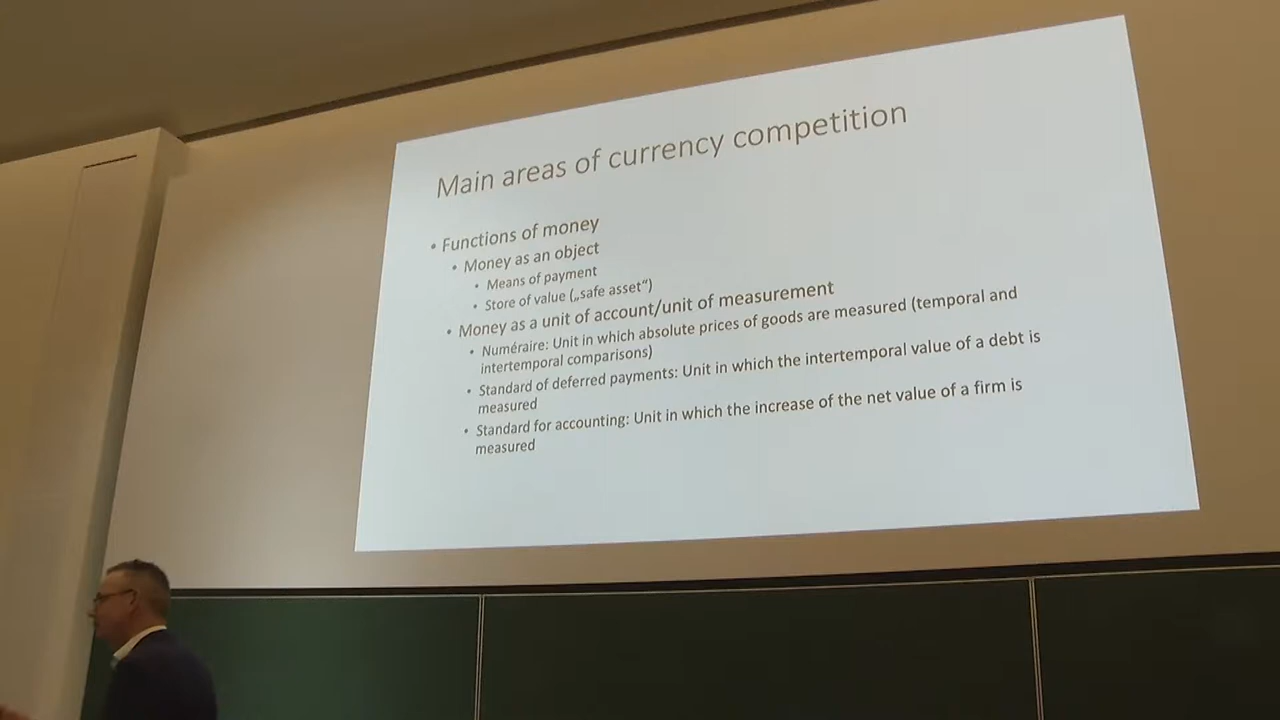 Main areas of currency competition
• Functions of money
• Money as an object
• Means of payment
• Store of value („safe asset“)
• Money as a unit of account/unit of measurement
• Numéraire: Unit in which absolute prices of goods are measured (temporal and
intertemporal comparisons)
• Standard of deferred payments: Unit in which the intertemporal value of a debt is
measured
• Standard for accounting: Unit in which the increase of the net value of a firm is
measured